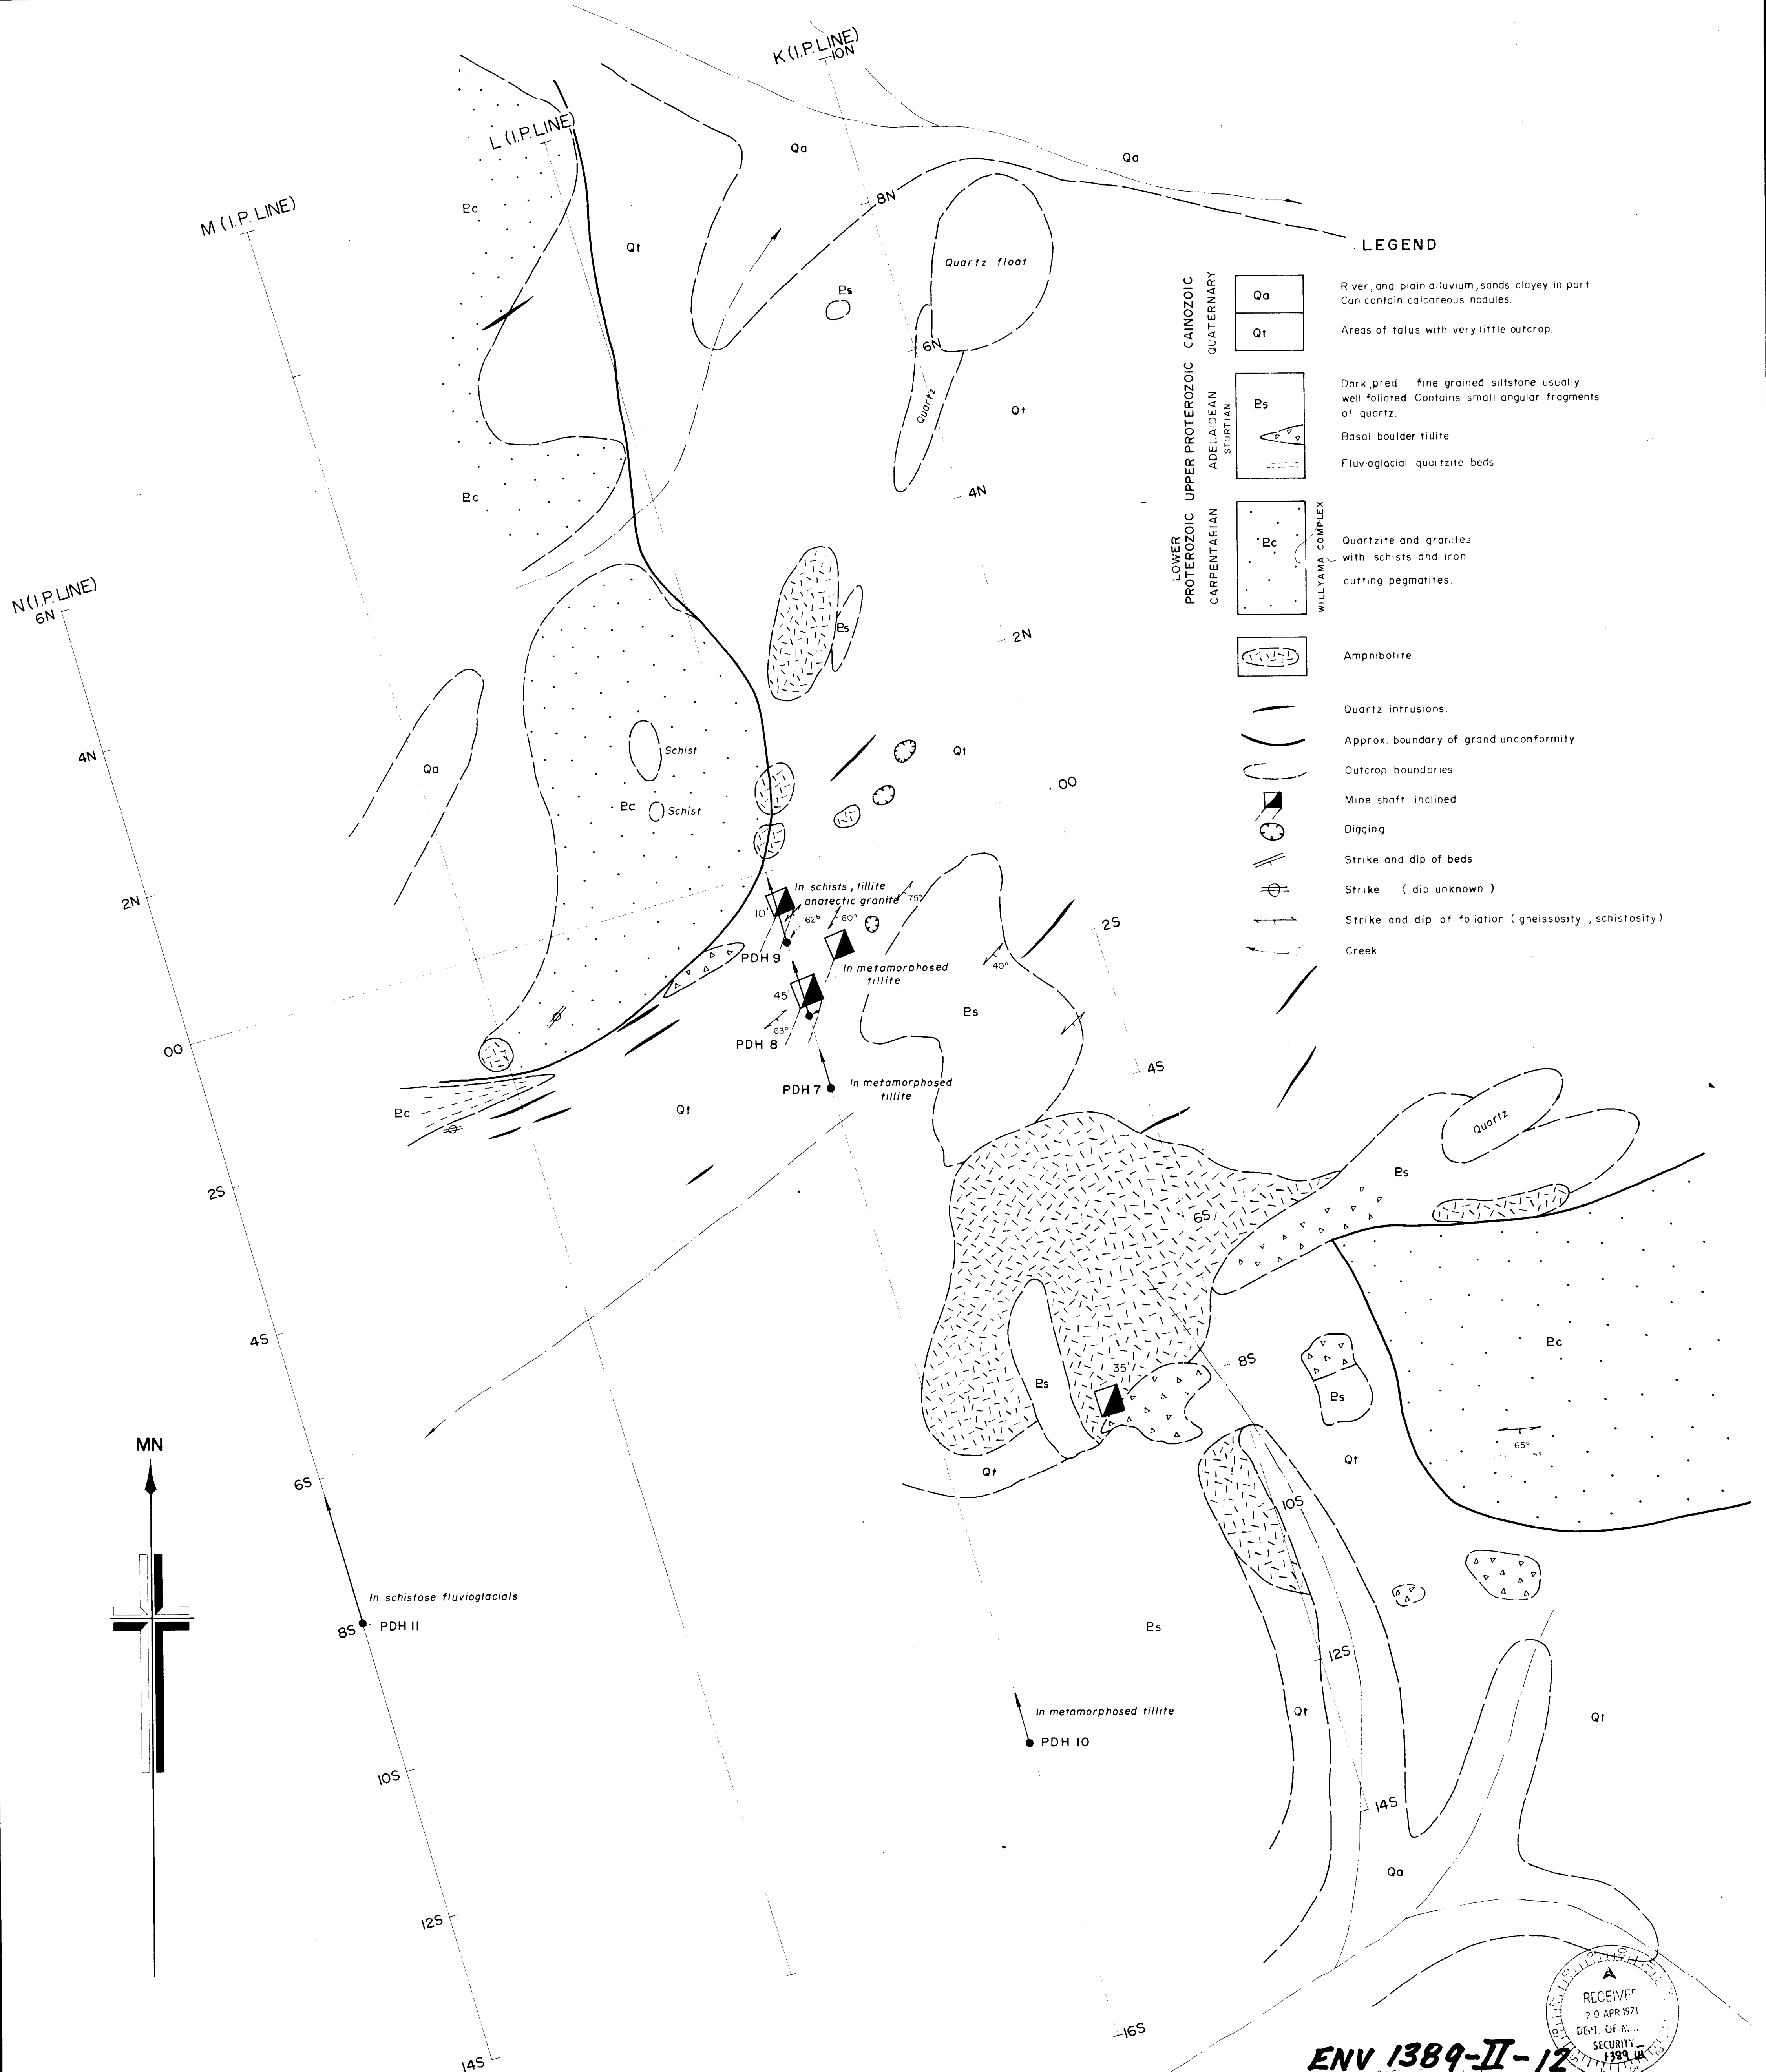 K (I.P. LINE)
10N
L (I.P. LINE)
M (I.P. LINE)
N (I.P. LINE)
6N
Qa
Qa
8N
Ps
Quartz float
Qt
6N
Quartz
Qt
Pc
Pc
4N
Ps
2N
Schist
Schist
Pc
Qa
Qt
00
4N
2N
00
In schists, tillite
anatectic granite
75°
10'
62°
60°
PDH 9
In metamorphosed
tillite
45'
63°
PDH 8
PDH 7
In metamorphosed
tillite
40°
Ps
2S
4S
Pc
Qt
2S
Quartz
Ps
6S
4S
8S
35'
Ps
Ps
Pc
65°
Qt
Qt
MN
6S
10S
In schistose fluvioglacials
8S
PDH 11
Ps
12S
In metamorphosed tillite
PDH 10
Qt
Qt
10S
14S
Qa
12S
14S
16S
LEGEND
CAINOZOIC
QUATERNARY
Qa
River, and plain alluvium, sands clayey in part
Can contain calcareous nodules.
Qt
Areas of talus with very little outcrop.
UPPER PROTEROZOIC
ADELAIDEAN
STURTIAN
Ps
Dark, pred fine grained siltstone usually
well foliated. Contains small angular fragments
of quartz.
Basal boulder tillite.
Fluvioglacial quartzite beds.
LOWER
PROTEROZOIC
CARPENTARIAN
Pc
WILLYAMA COMPLEX
Quartzite and granites
with schists and iron
cutting pegmatites.
Amphibolite
Quartz intrusions.
Approx. boundary of grand unconformity
Outcrop boundaries
Mine shaft inclined
Digging
Strike and dip of beds
Strike ( dip unknown )
Strike and dip of foliation ( gneissosity , schistosity )
Creek.
RECEIVED
20 APR 1971
DEPT. OF
SECURITY
ENV 1389-II-12